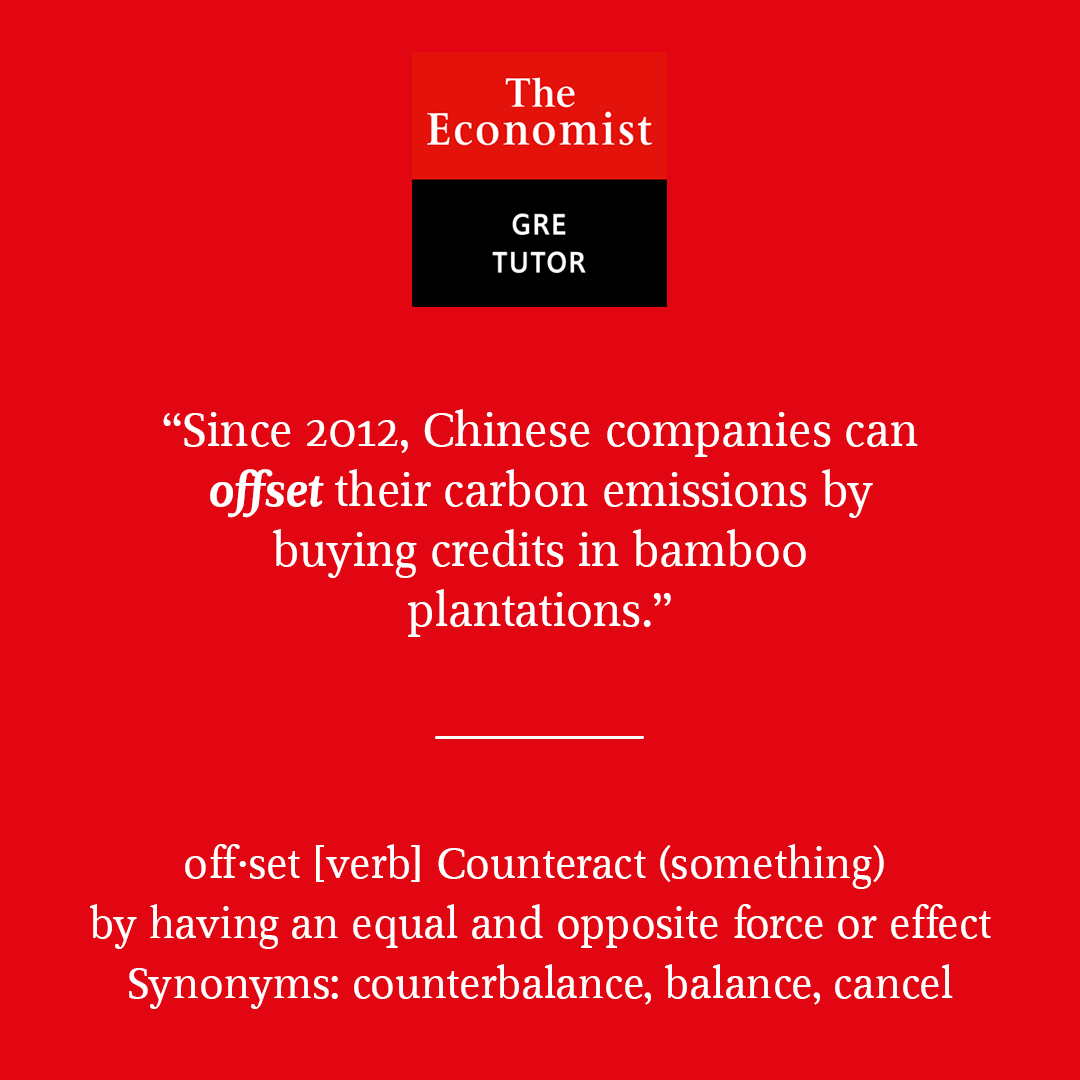 The
Economist
GRE
TUTOR
“Since 2012, Chinese companies can
offset their carbon emissions by
buying credits in bamboo
plantations.”
off·set [verb] Counteract (something)
by having an equal and opposite force or effect
Synonyms: counterbalance, balance, cancel